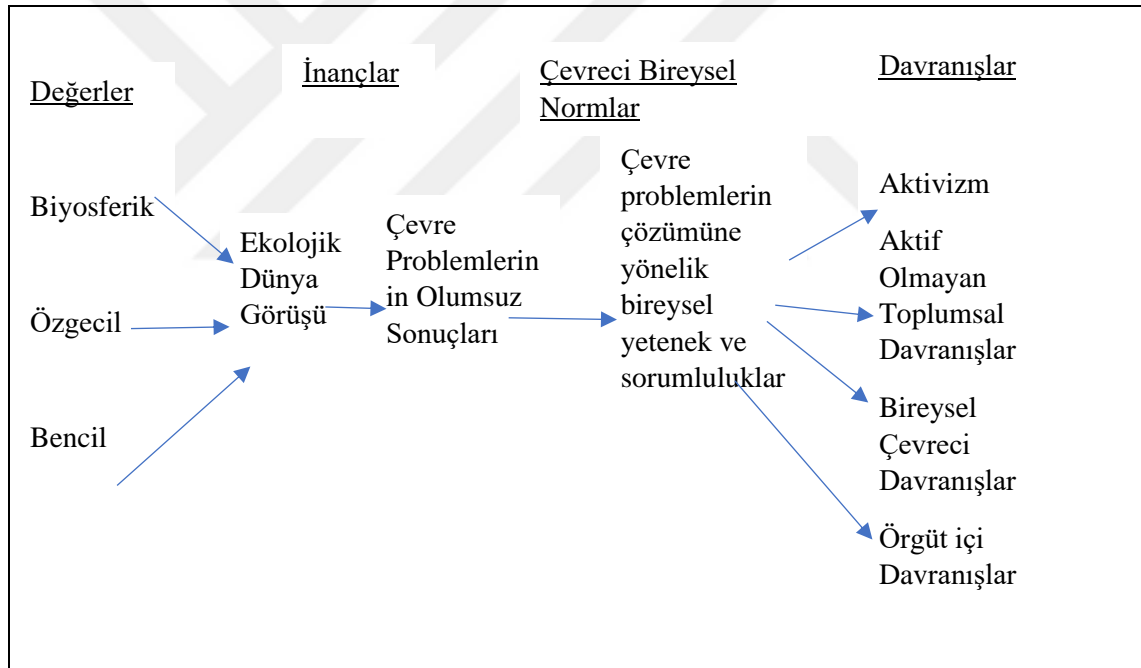 Değerler
Biyosferik
Özgecil
Bencil
İnançlar
Ekolojik
Dünya
Görüşü
Çevre
Problemlerin
in Olumsuz
Sonuçları
Çevreci Bireysel
Normlar
Çevre
problemlerin
çözümüne
yönelik
bireysel
yetenek ve
sorumluluklar
Davranışlar
Aktivizm
Aktif
Olmayan
Toplumsal
Davranışlar
Bireysel
Çevreci
Davranışlar
Örgüt içi
Davranışlar